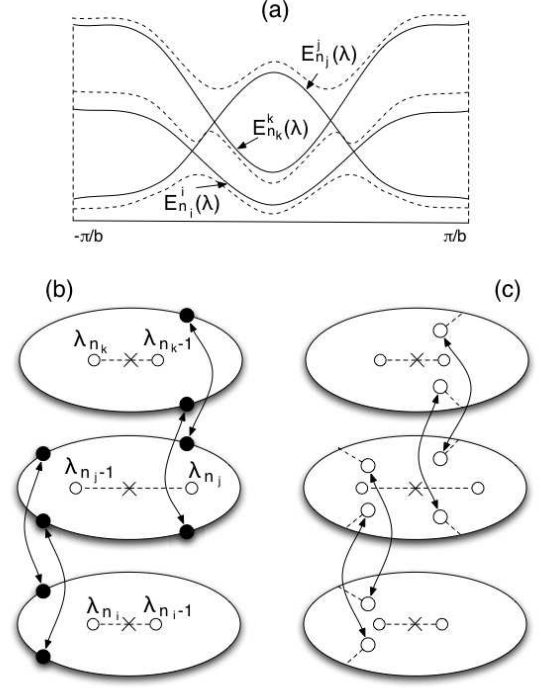 (a)
E^j_{n_j}(λ)
E^k_{n_k}(λ)
E^i_{n_i}(λ)
-π/b π/b
(b) (c)
λ_{n_k} λ_{n_k-1}
λ_{n_j-1} λ_{n_j}
λ_{n_i} λ_{n_i-1}